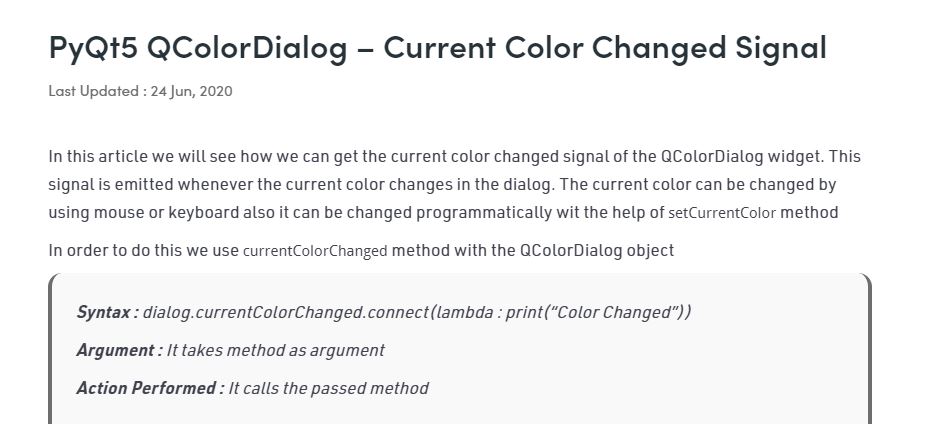 PyQt5 QColorDialog – Current Color Changed Signal
Last Updated : 24 Jun, 2020
In this article we will see how we can get the current color changed signal of the QColorDialog widget. This
signal is emitted whenever the current color changes in the dialog. The current color can be changed by
using mouse or keyboard also it can be changed programmatically wit the help of setCurrentColor method
In order to do this we use currentColorChanged method with the QColorDialog object
Syntax : dialog.currentColorChanged.connect(lambda : print(“Color Changed”))
Argument : It takes method as argument
Action Performed : It calls the passed method